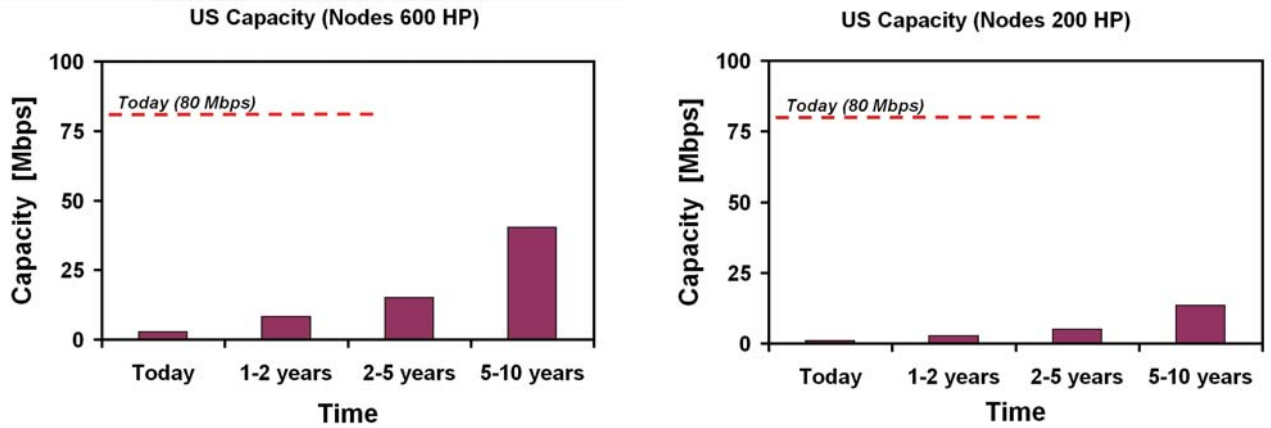 US Capacity (Nodes 600 HP)
100
75
50
25
0
Capacity [Mbps]
Today (80 Mbps)
Today 1-2 years 2-5 years 5-10 years
Time
US Capacity (Nodes 200 HP)
100
75
50
25
0
Capacity [Mbps]
Today (80 Mbps)
Today 1-2 years 2-5 years 5-10 years
Time